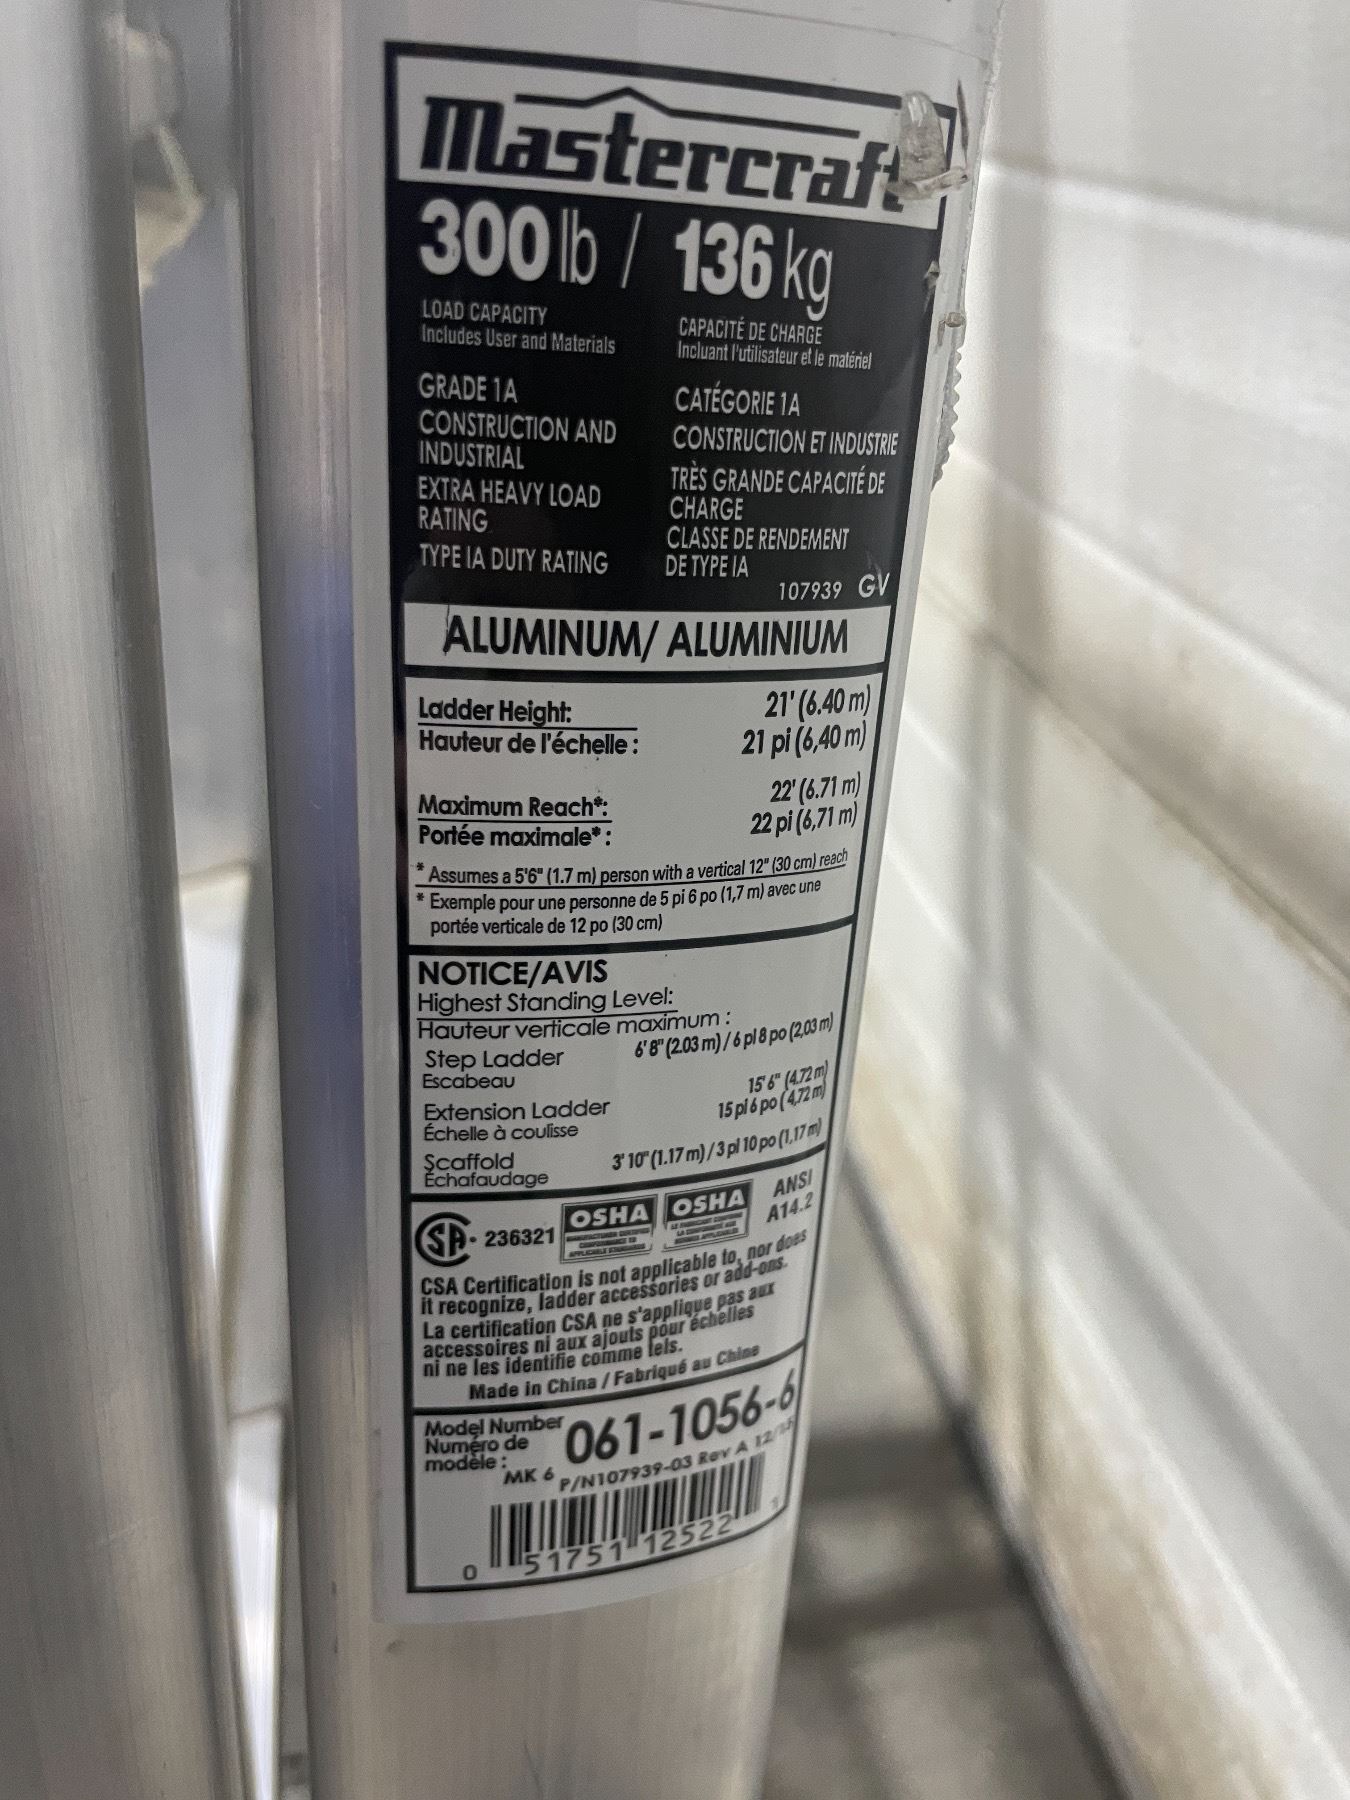 Mastercraft
300 lb / 136 kg
LOAD CAPACITY
Includes User and Materials
CAPACITÉ DE CHARGE
Incluant l'utilisateur et le matériel
GRADE 1A
CONSTRUCTION AND
INDUSTRIAL
EXTRA HEAVY LOAD
RATING
TYPE IA DUTY RATING
CATÉGORIE 1A
CONSTRUCTION ET INDUSTRIE
TRÈS GRANDE CAPACITÉ DE
CHARGE
CLASSE DE RENDEMENT
DE TYPE IA
107939 GV
ALUMINUM/ ALUMINIUM
Ladder Height: 21' (6.40 m)
Hauteur de l'échelle : 21 pi (6,40 m)
Maximum Reach*: 22' (6.71 m)
Portée maximale* : 22 pi (6,71 m)
* Assumes a 5'6" (1.7 m) person with a vertical 12" (30 cm) reach
* Exemple pour une personne de 5 pi 6 po (1,7 m) avec une
portée verticale de 12 po (30 cm)
NOTICE/AVIS
Highest Standing Level:
Hauteur verticale maximum :
Step Ladder 6' 8" (2.03 m) / 6 pi 8 po (2,03 m)
Escabeau
Extension Ladder 15' 6" (4.72 m)
Échelle à coulisse 15 pi 6 po (4,72 m)
Scaffold 3' 10" (1.17 m) / 3 pi 10 po (1,17 m)
Échafaudage
SA 236321 OSHA OSHA ANSI
A14.2
CSA Certification is not applicable to, nor does
it recognize, ladder accessories or add-ons.
La certification CSA ne s'applique pas aux
accessoires ni aux ajouts pour échelles
ni ne les identifie comme tels.
Made in China / Fabriqué au Chine
Model Number 061-1056-6
Numéro de
modèle :
MK 6 P/N107939-03 Rev A
0 51751 12522 1